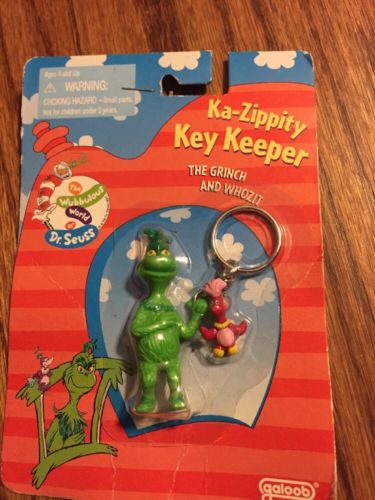 Ages 4 and Up
⚠ WARNING:
CHOKING HAZARD - Small parts.
Not for children under 3 years.
Ka-Zippity
Key Keeper
THE GRINCH
AND WHOZIT
The
Wubbulous
World of
Dr. Seuss
galoob